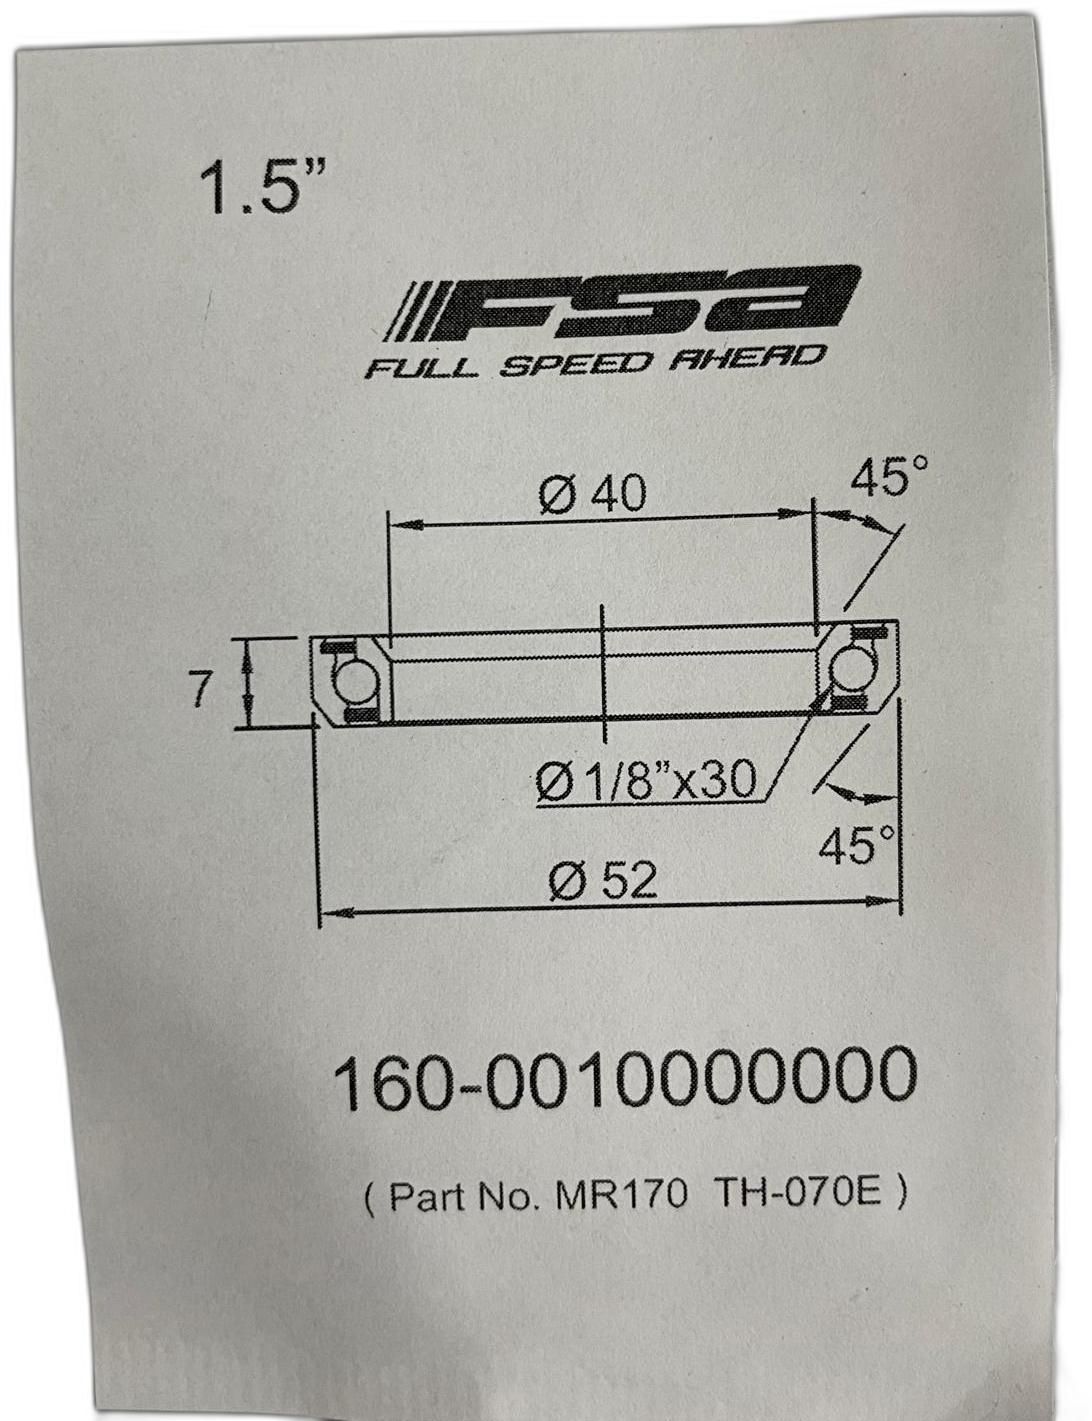 1.5”
FSA
FULL SPEED AHEAD
Ø 40
45°
7
Ø 1/8”x30
45°
Ø 52
160-0010000000
( Part No. MR170 TH-070E )